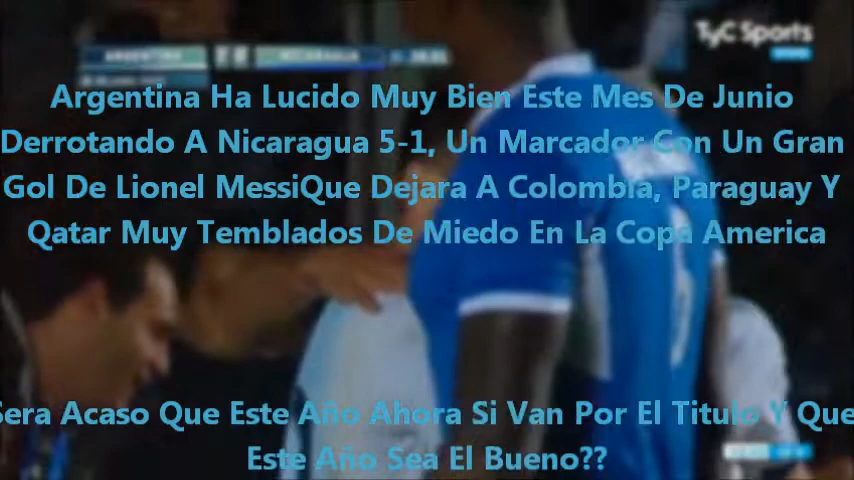 TyC Sports
ARGENTINA NICARAGUA
Argentina Ha Lucido Muy Bien Este Mes De Junio
Derrotando A Nicaragua 5-1, Un Marcador Con Un Gran
Gol De Lionel MessiQue Dejara A Colombia, Paraguay Y
Qatar Muy Temblados De Miedo En La Copa America
Sera Acaso Que Este Año Ahora Si Van Por El Titulo Y Que
Este Año Sea El Bueno??